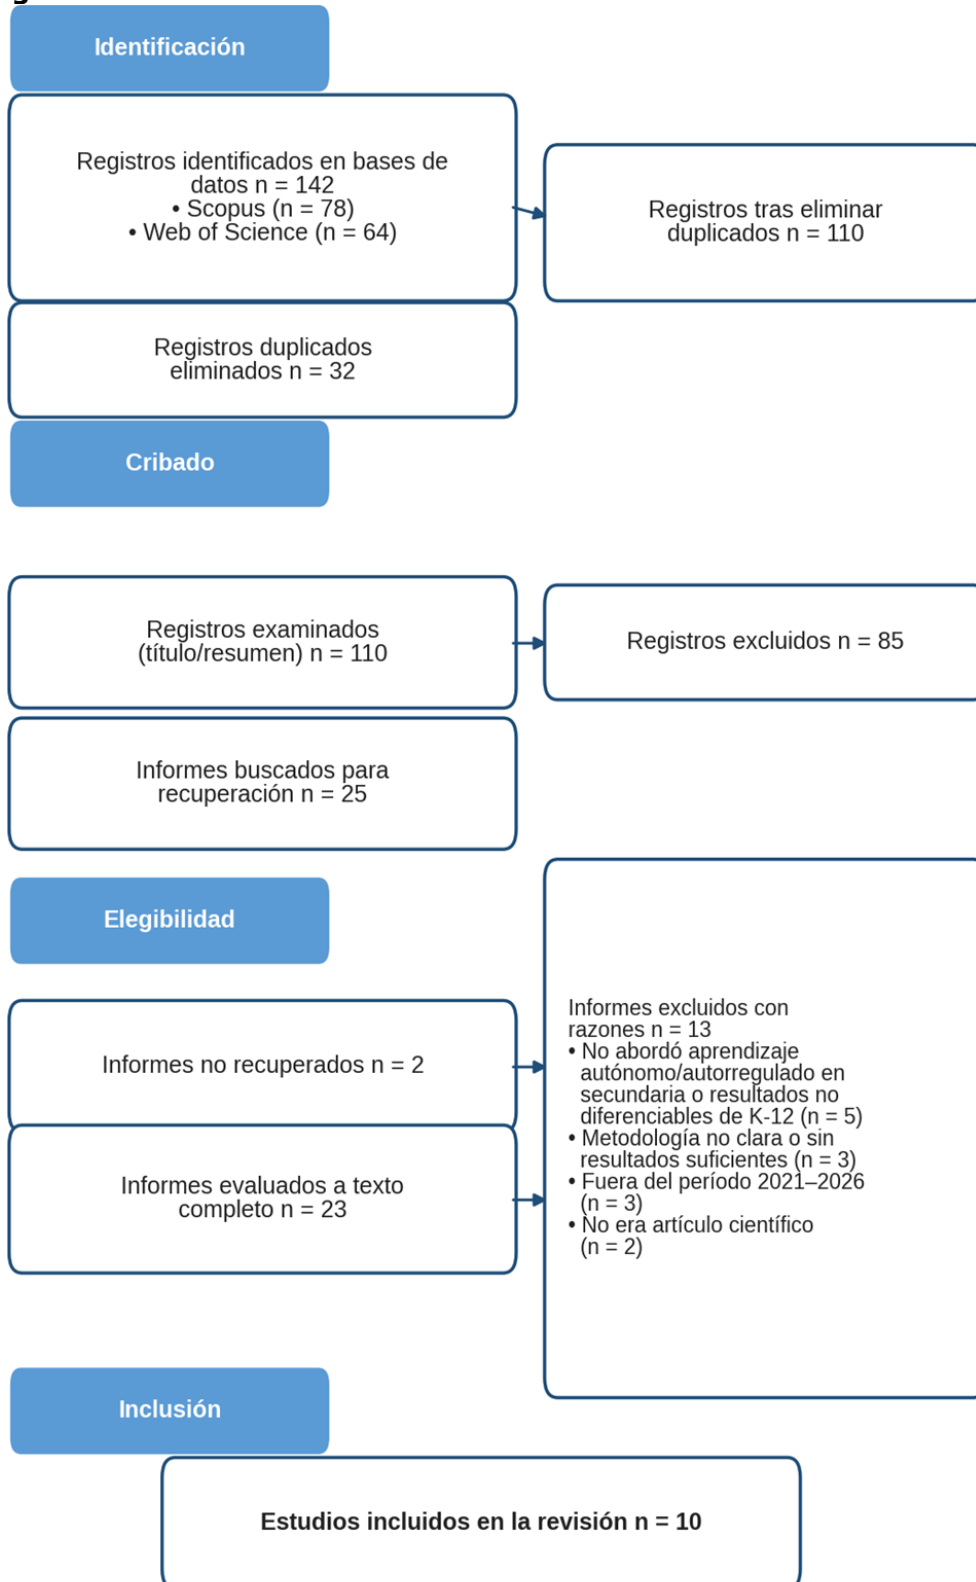 Identificación
Registros identificados en bases de
datos n = 142
• Scopus (n = 78)
• Web of Science (n = 64)
Registros tras eliminar
duplicados n = 110
Registros duplicados
eliminados n = 32
Cribado
Registros examinados
(título/resumen) n = 110
Registros excluidos n = 85
Informes buscados para
recuperación n = 25
Elegibilidad
Informes no recuperados n = 2
Informes evaluados a texto
completo n = 23
Informes excluidos con
razones n = 13
• No abordó aprendizaje
autónomo/autorregulado en
secundaria o resultados no
diferenciables de K-12 (n = 5)
• Metodología no clara o sin
resultados suficientes (n = 3)
• Fuera del período 2021–2026
(n = 3)
• No era artículo científico
(n = 2)
Inclusión
Estudios incluidos en la revisión n = 10